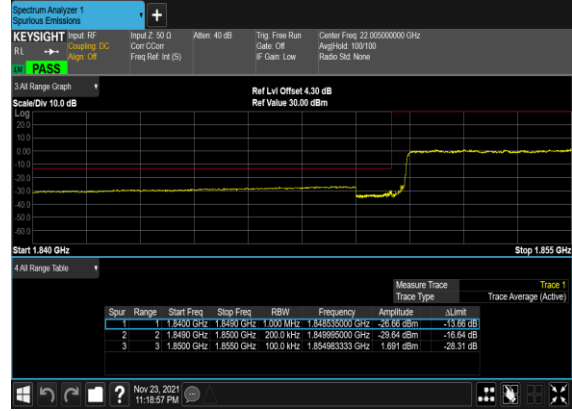 Spectrum Analyzer 1
Spurious Emissions
KEYSIGHT Input: RF Input Z: 50 Ω Atten: 40 dB Trig: Free Run Center Freq: 22.005000000 GHz
RL Coupling: DC Corr CCorr Gate: Off Avg|Hold: 100/100
Align: Off Freq Ref: Int (S) IF Gain: Low Radio Std: None
PASS
3 All Range Graph
Ref Lvl Offset 4.30 dB
Scale/Div 10.0 dB Ref Value 30.00 dBm
Log
20.0
10.0
0.00
-10.0
-20.0
-30.0
-40.0
-50.0
-60.0
Start 1.840 GHz Stop 1.855 GHz
4 All Range Table
Measure Trace Trace 1
Trace Type Trace Average (Active)
Spur Range Start Freq Stop Freq RBW Frequency Amplitude ΔLimit
1 1 1.8400 GHz 1.8490 GHz 1.000 MHz 1.848535000 GHz -26.66 dBm -13.66 dB
2 2 1.8490 GHz 1.8500 GHz 200.0 kHz 1.849995000 GHz -29.64 dBm -16.64 dB
3 3 1.8500 GHz 1.8550 GHz 100.0 kHz 1.854983333 GHz 1.691 dBm -28.31 dB
? Nov 23, 2021
11:18:57 PM